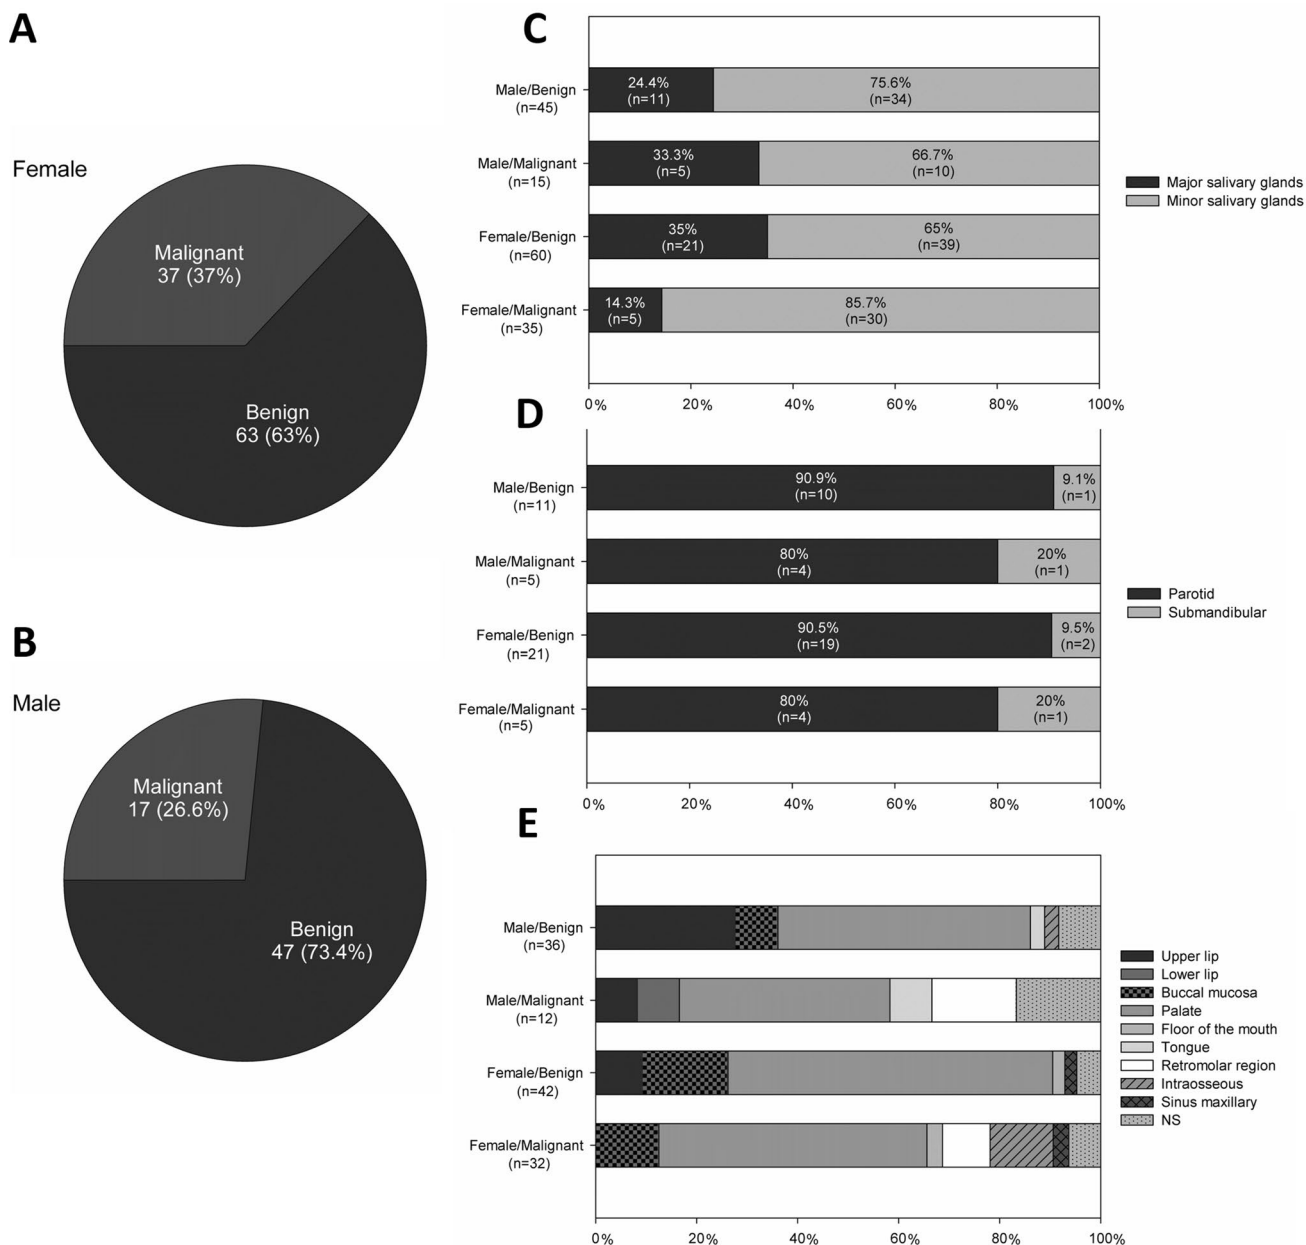 A
Female
Malignant
37 (37%)
Benign
63 (63%)
B
Male
Malignant
17 (26.6%)
Benign
47 (73.4%)
C
Male/Benign
(n=45)
24.4%
(n=11)
75.6%
(n=34)
Male/Malignant
(n=15)
33.3%
(n=5)
66.7%
(n=10)
Female/Benign
(n=60)
35%
(n=21)
65%
(n=39)
Female/Malignant
(n=35)
14.3%
(n=5)
85.7%
(n=30)
0% 20% 40% 60% 80% 100%
Major salivary glands
Minor salivary glands
D
Male/Benign
(n=11)
90.9%
(n=10)
9.1%
(n=1)
Male/Malignant
(n=5)
80%
(n=4)
20%
(n=1)
Female/Benign
(n=21)
90.5%
(n=19)
9.5%
(n=2)
Female/Malignant
(n=5)
80%
(n=4)
20%
(n=1)
0% 20% 40% 60% 80% 100%
Parotid
Submandibular
E
Male/Benign
(n=36)
Male/Malignant
(n=12)
Female/Benign
(n=42)
Female/Malignant
(n=32)
0% 20% 40% 60% 80% 100%
Upper lip
Lower lip
Buccal mucosa
Palate
Floor of the mouth
Tongue
Retromolar region
Intraosseous
Sinus maxillary
NS